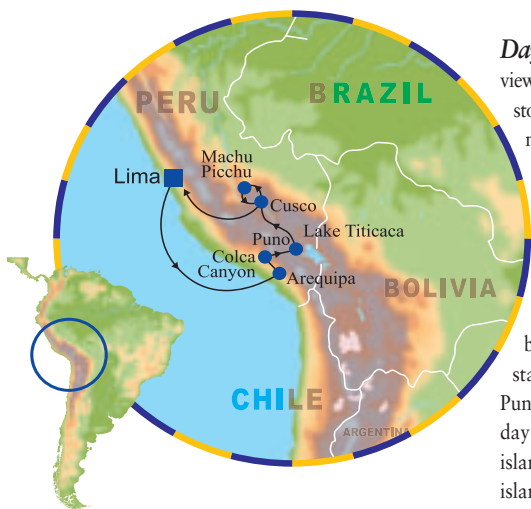 PERU
BRAZIL
Machu
Picchu
Lima
Cusco
Lake Titicaca
Puno
Colca
Canyon
Arequipa
BOLIVIA
CHILE
ARGENTINA
view
sto
b
sta
Pun
day
islan
islan